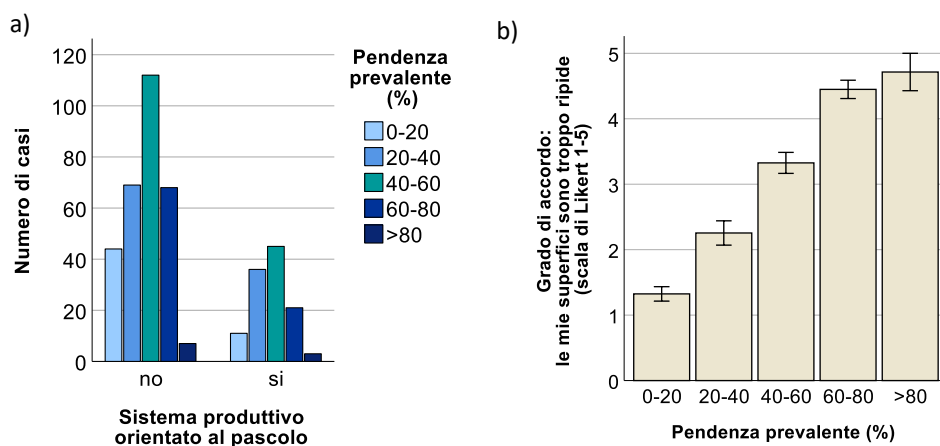 a)
120
100
80
60
40
20
0
Numero di casi
no
si
Sistema produttivo
orientato al pascolo
Pendenza
prevalente
(%)
0-20
20-40
40-60
60-80
>80
b)
5
4
3
2
1
0
Grado di accordo:
le mie superfici sono troppo ripide
(scala di Likert 1-5)
0-20
20-40
40-60
60-80
>80
Pendenza prevalente (%)